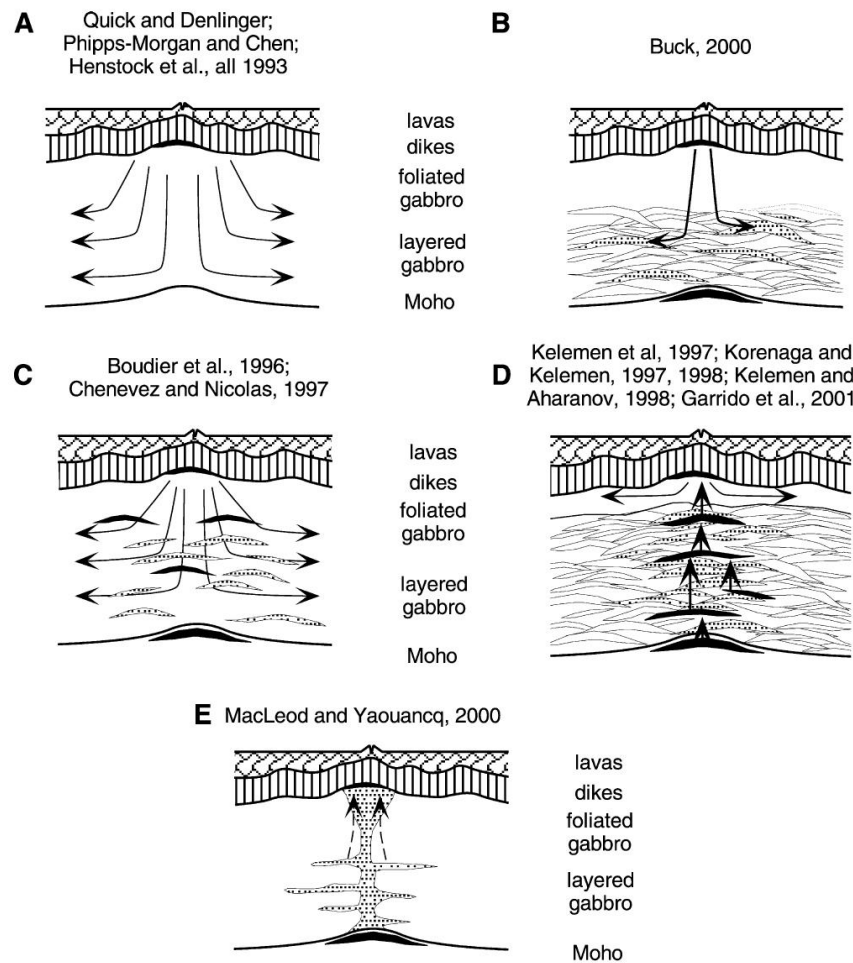 A
Quick and Denlinger;
Phipps-Morgan and Chen;
Henstock et al., all 1993
B
Buck, 2000
lavas
dikes
foliated
gabbro
layered
gabbro
Moho
C
Boudier et al., 1996;
Chenevez and Nicolas, 1997
D
Kelemen et al, 1997; Korenaga and
Kelemen, 1997, 1998; Kelemen and
Aharanov, 1998; Garrido et al., 2001
lavas
dikes
foliated
gabbro
layered
gabbro
Moho
E MacLeod and Yaouancq, 2000
lavas
dikes
foliated
gabbro
layered
gabbro
Moho